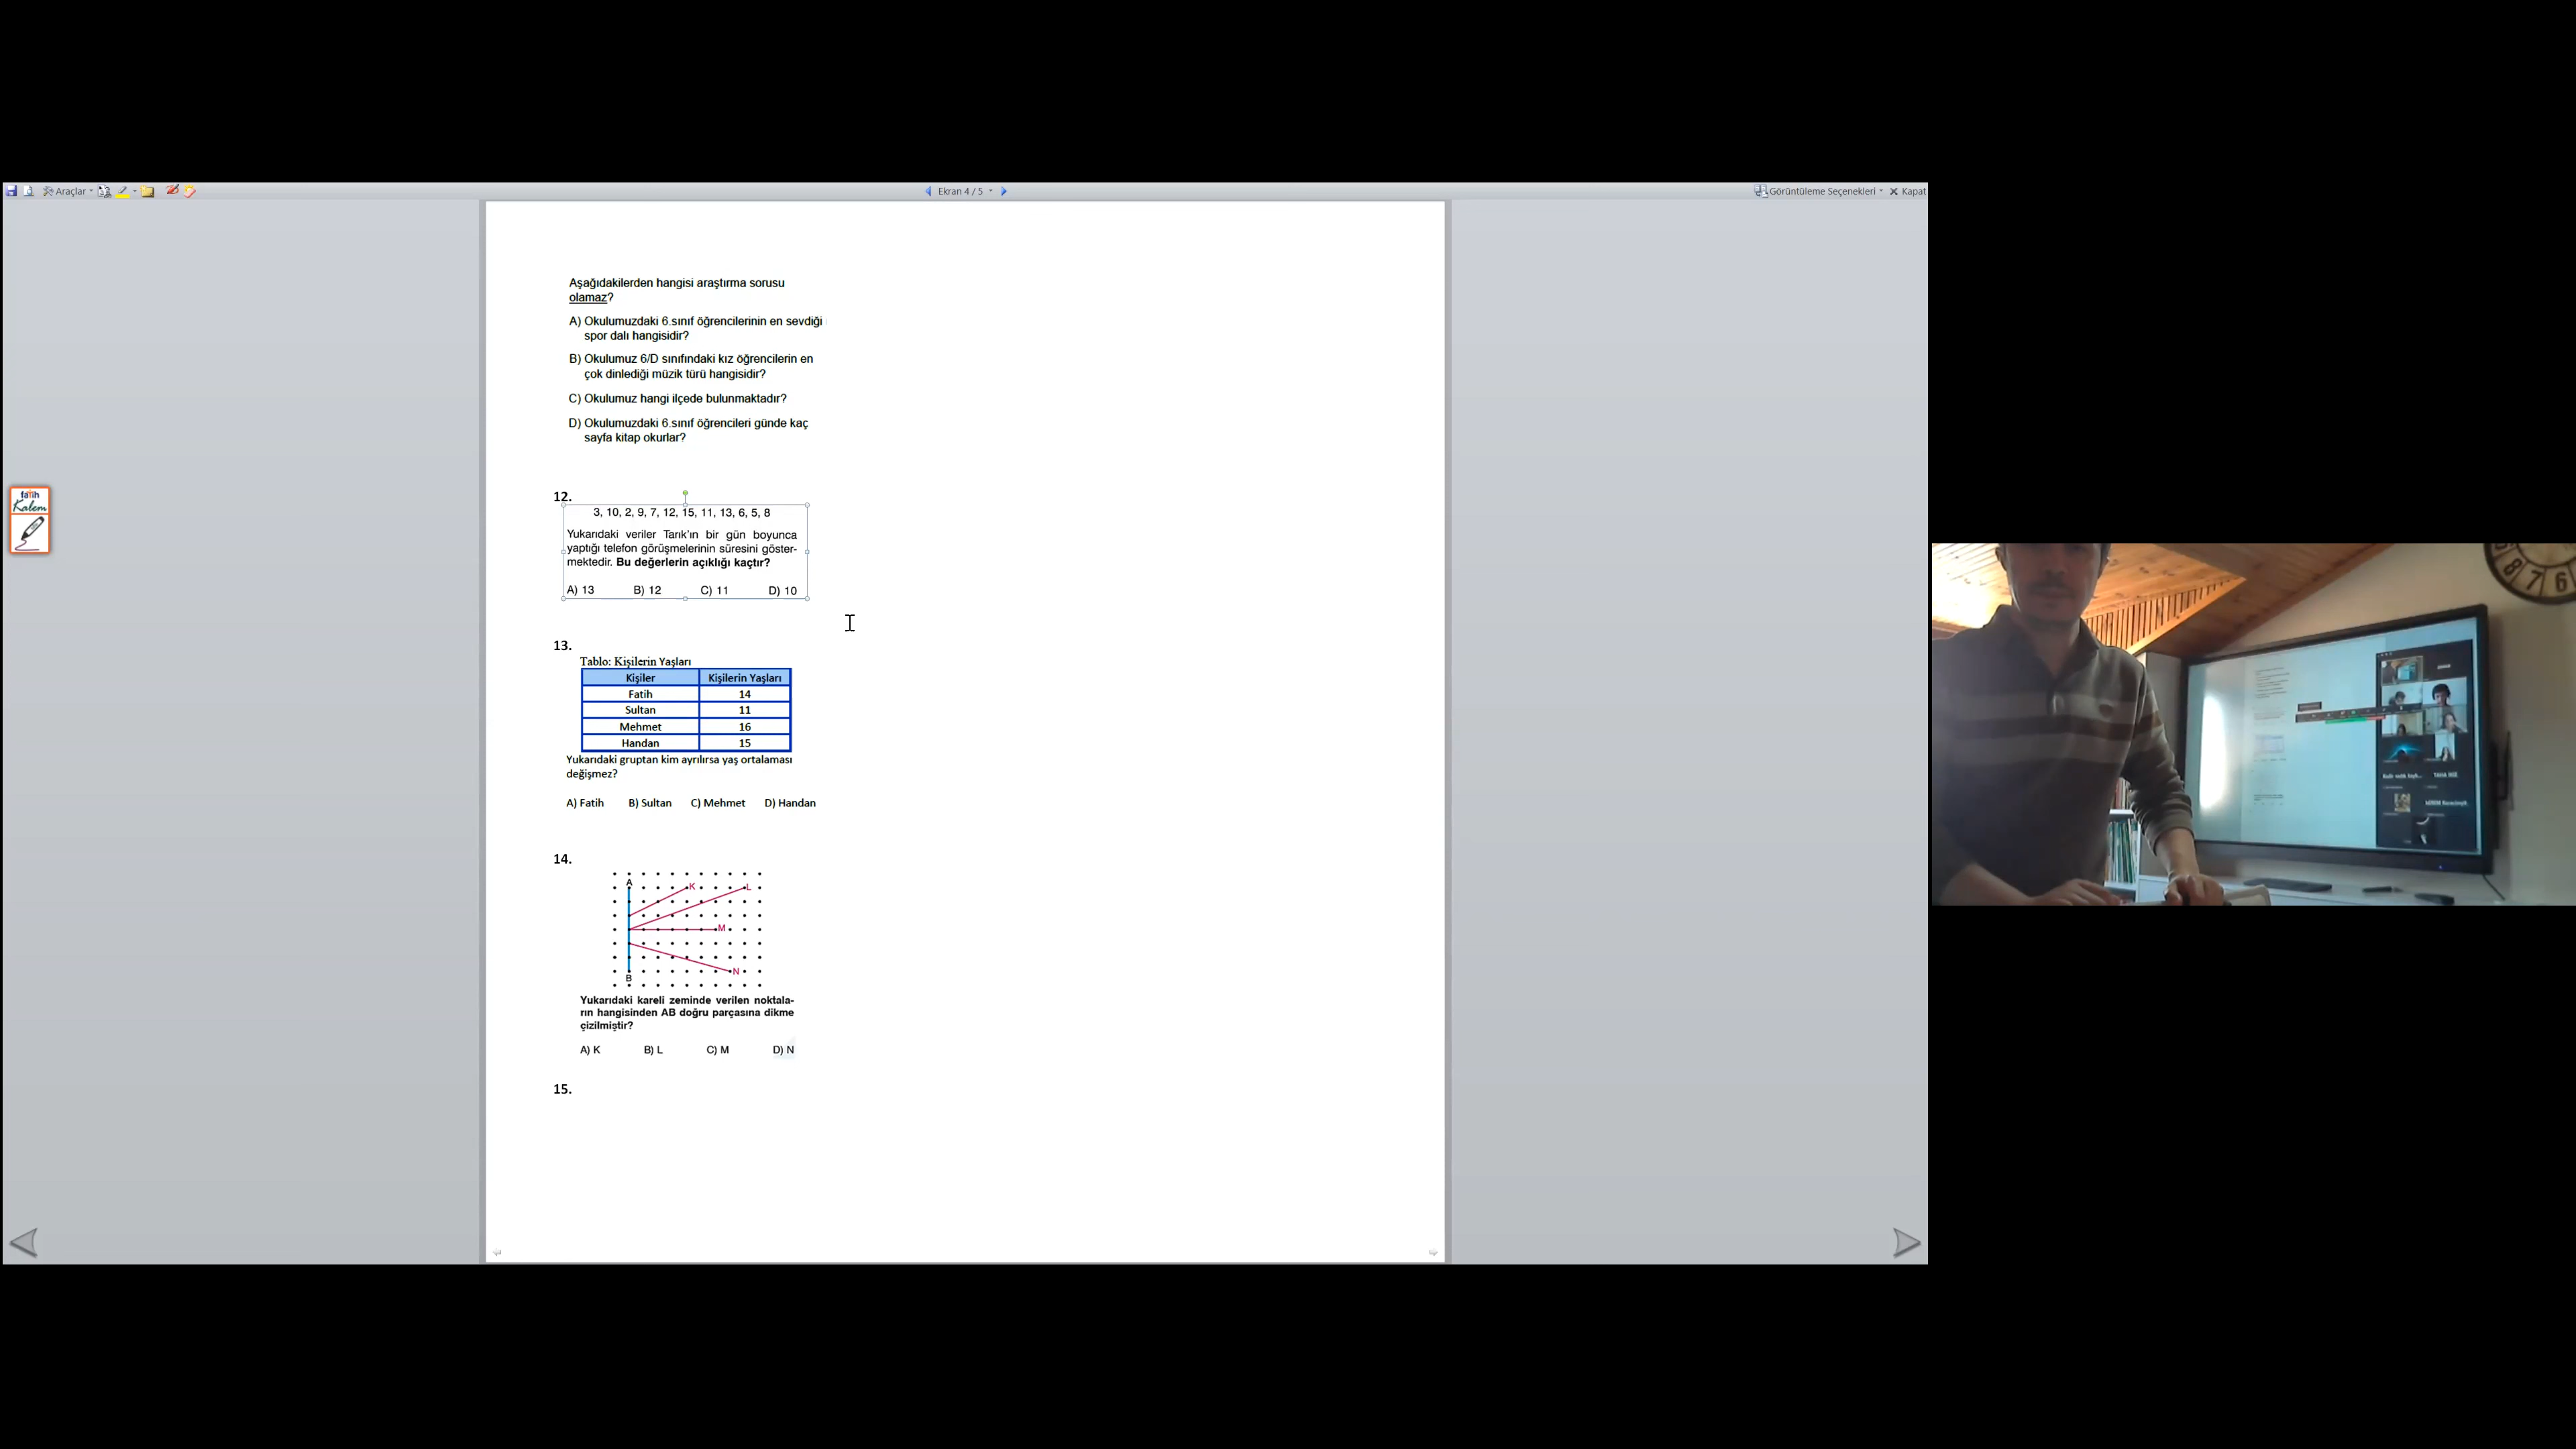 Araçlar
Ekran 4 / 5
Görüntüleme Seçenekleri
Kapat
Aşağıdakilerden hangisi araştırma sorusu
olamaz?
A) Okulumuzdaki 6.sınıf öğrencilerinin en sevdiği
spor dalı hangisidir?
B) Okulumuz 6/D sınıfındaki kız öğrencilerin en
çok dinlediği müzik türü hangisidir?
C) Okulumuz hangi ilçede bulunmaktadır?
D) Okulumuzdaki 6.sınıf öğrencileri günde kaç
sayfa kitap okurlar?
fatih
Kalem
12.
3, 10, 2, 9, 7, 12, 15, 11, 13, 6, 5, 8
Yukarıdaki veriler Tarık'ın bir gün boyunca
yaptığı telefon görüşmelerinin süresini göster-
mektedir. Bu değerlerin açıklığı kaçtır?
A) 13 B) 12 C) 11 D) 10
13.
Tablo: Kişilerin Yaşları
Kişiler Kişilerin Yaşları
Fatih 14
Sultan 11
Mehmet 16
Handan 15
Yukarıdaki gruptan kim ayrılırsa yaş ortalaması
değişmez?
A) Fatih B) Sultan C) Mehmet D) Handan
14.
A
K
L
M
N
B
Yukarıdaki kareli zeminde verilen noktala-
rın hangisinden AB doğru parçasına dikme
çizilmiştir?
A) K B) L C) M D) N
15.
8 7 6